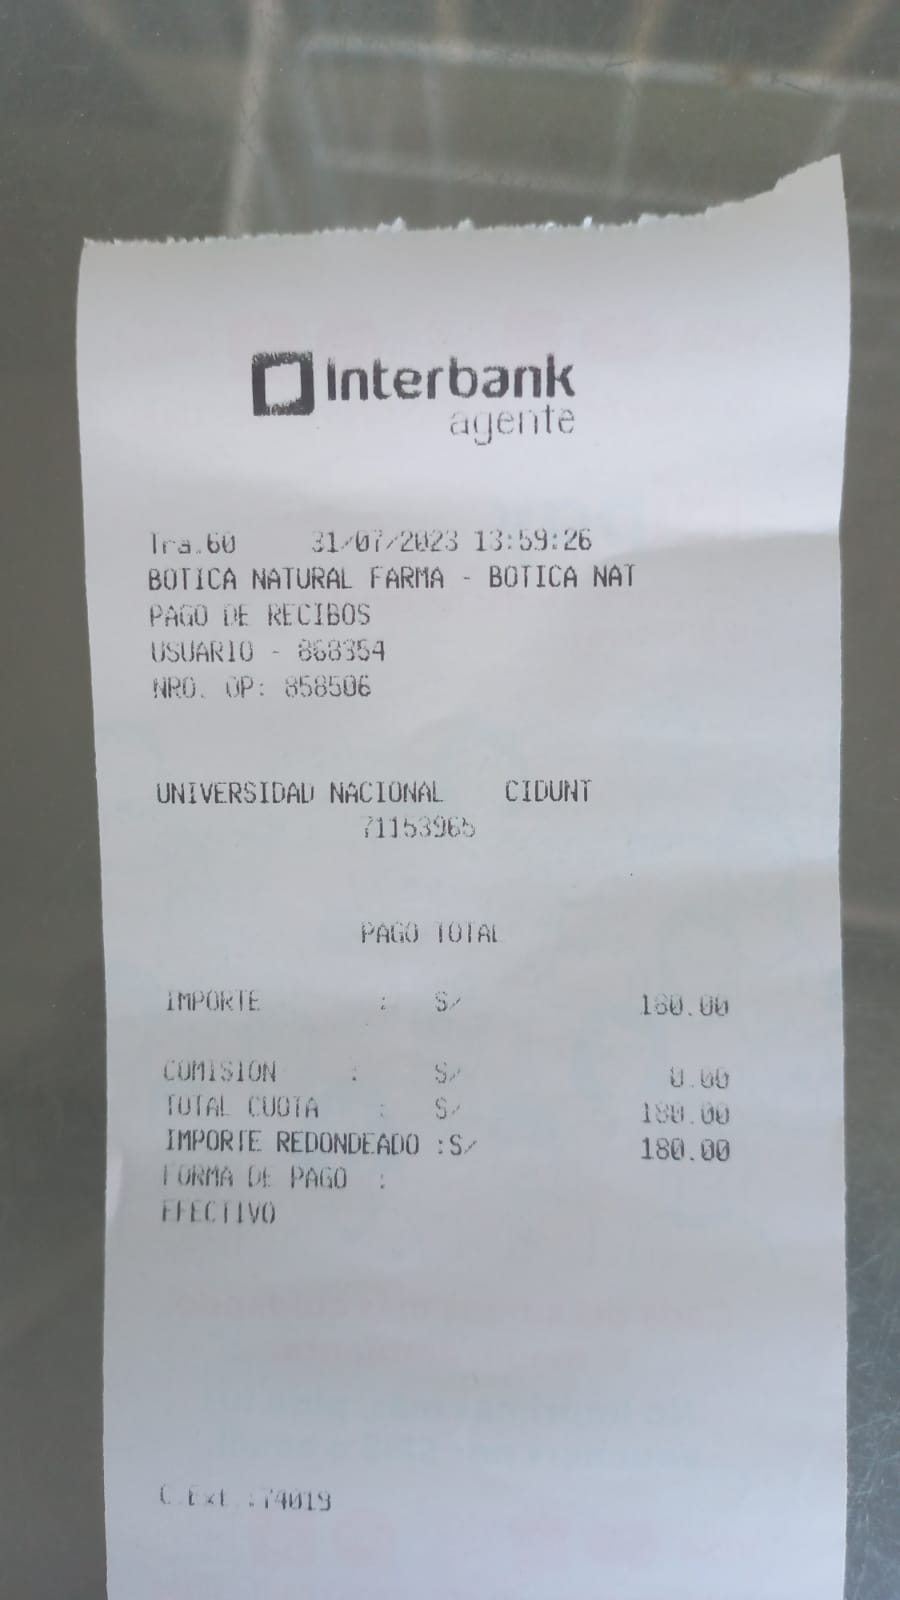 Interbank
agente
Tra.60 31/07/2023 13:59:26
BOTICA NATURAL FARMA - BOTICA NAT
PAGO DE RECIBOS
USUARIO - 868354
NRO. OP: 858506
UNIVERSIDAD NACIONAL CIDUNT
71153965
PAGO TOTAL
IMPORTE : S/ 180.00
COMISION : S/ 0.00
TOTAL CUOTA : S/ 180.00
IMPORTE REDONDEADO :S/ 180.00
FORMA DE PAGO :
EFECTIVO
C.Ext.:74019